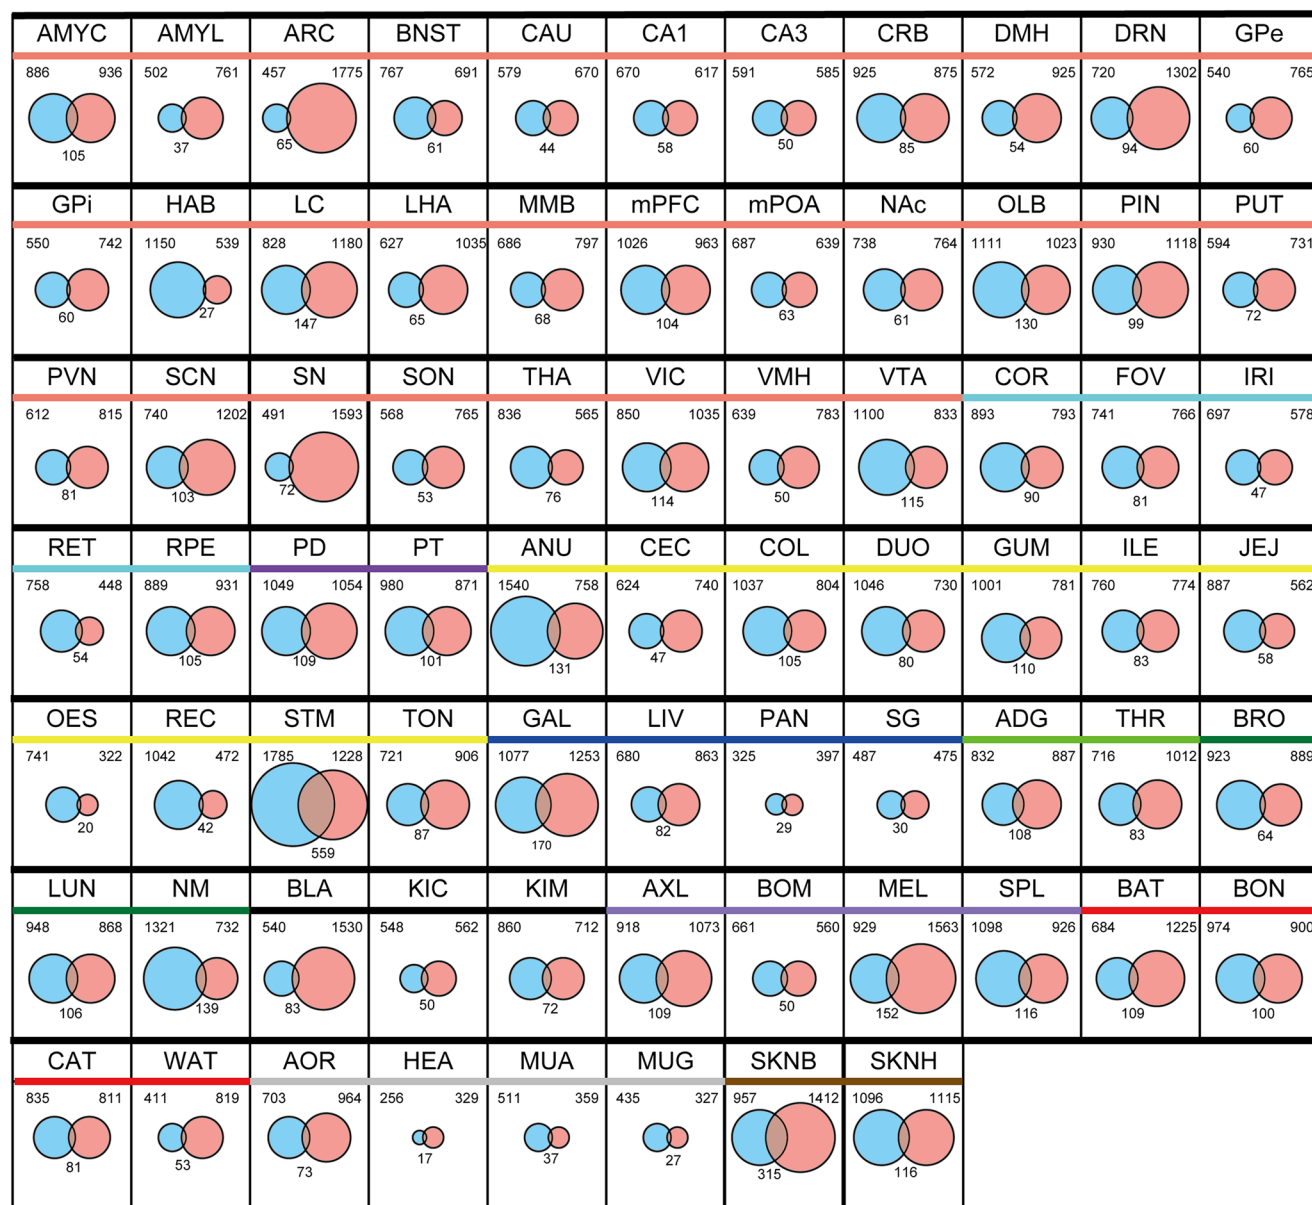 AMYC AMYL ARC BNST CAU CA1 CA3 CRB DMH DRN GPe
886 936 502 761 457 1775 767 691 579 670 670 617 591 585 925 875 572 925 720 1302 540 765
105 37 65 61 44 58 50 85 54 94 60
GPi HAB LC LHA MMB mPFC mPOA NAc OLB PIN PUT
550 742 1150 539 828 1180 627 1035 686 797 1026 963 687 639 738 764 1111 1023 930 1118 594 731
60 27 147 65 68 104 63 61 130 99 72
PVN SCN SN SON THA VIC VMH VTA COR FOV IRI
612 815 740 1202 491 1593 568 765 836 565 850 1035 639 783 1100 833 893 793 741 766 697 578
81 103 72 53 76 114 50 115 90 81 47
RET RPE PD PT ANU CEC COL DUO GUM ILE JEJ
758 448 889 931 1049 1054 980 871 1540 758 624 740 1037 804 1046 730 1001 781 760 774 887 562
54 105 109 101 131 47 105 80 110 83 58
OES REC STM TON GAL LIV PAN SG ADG THR BRO
741 322 1042 472 1785 1228 721 906 1077 1253 680 863 325 397 487 475 832 887 716 1012 923 889
20 42 559 87 170 82 29 30 108 83 64
LUN NM BLA KIC KIM AXL BOM MEL SPL BAT BON
948 868 1321 732 540 1530 548 562 860 712 918 1073 661 560 929 1563 1098 926 684 1225 974 900
106 139 83 50 72 109 50 152 116 109 100
CAT WAT AOR HEA MUA MUG SKNB SKNH
835 811 411 819 703 964 256 329 511 359 435 327 957 1412 1096 1115
81 53 73 17 37 27 315 116